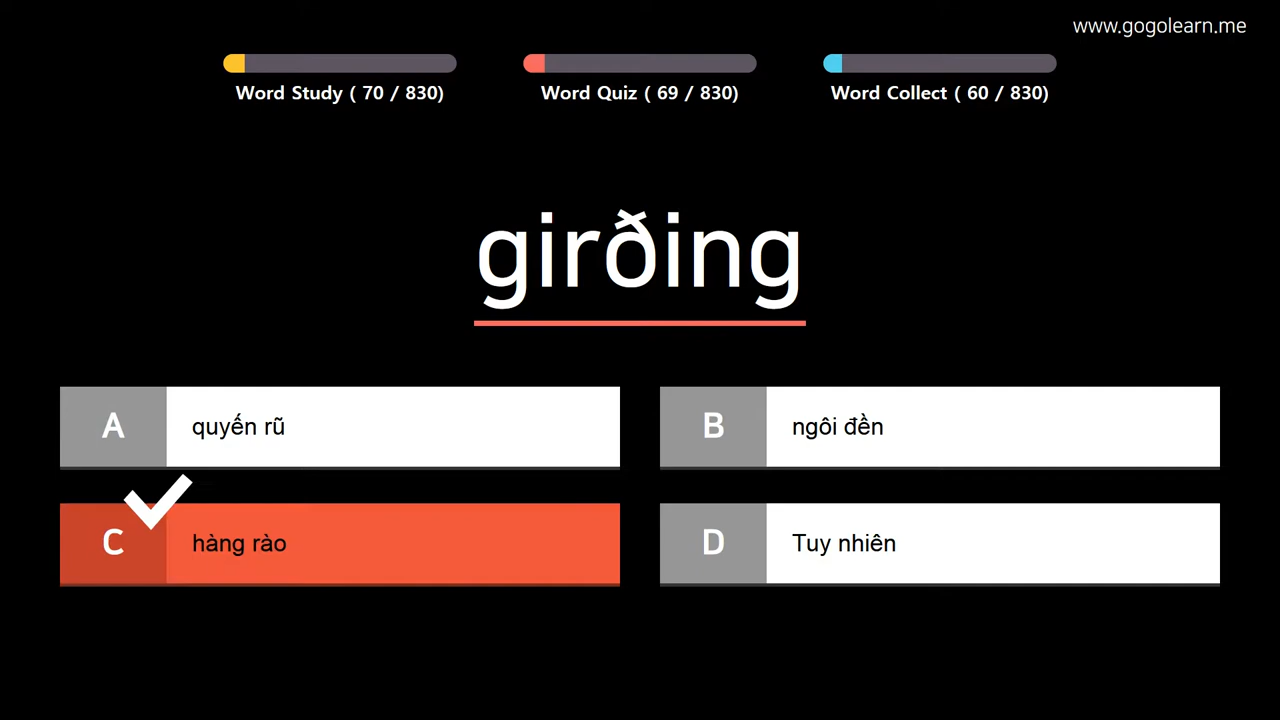 www.gogolearn.me
Word Study ( 70 / 830)
Word Quiz ( 69 / 830)
Word Collect ( 60 / 830)
girðing
A quyến rũ
B ngôi đền
C hàng rào
D Tuy nhiên